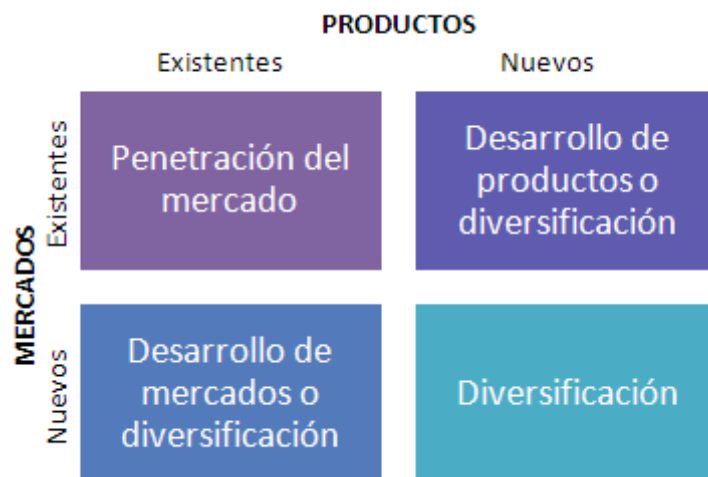 PRODUCTOS
Existentes
Nuevos
MERCADOS
Existentes
Penetración del
mercado
Desarrollo de
productos o
diversificación
Nuevos
Desarrollo de
mercados o
diversificación
Diversificación